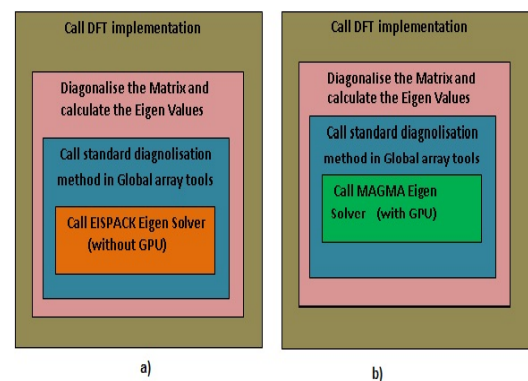 Call DFT implementation
Diagonalise the Matrix and
calculate the Eigen Values
Call standard diagnolisation
method in Global array tools
Call EISPACK Eigen Solver
(without GPU)
a)
Call DFT implementation
Diagonalise the Matrix and
calculate the Eigen Values
Call standard diagnolisation
method in Global array tools
Call MAGMA Eigen
Solver (with GPU)
b)